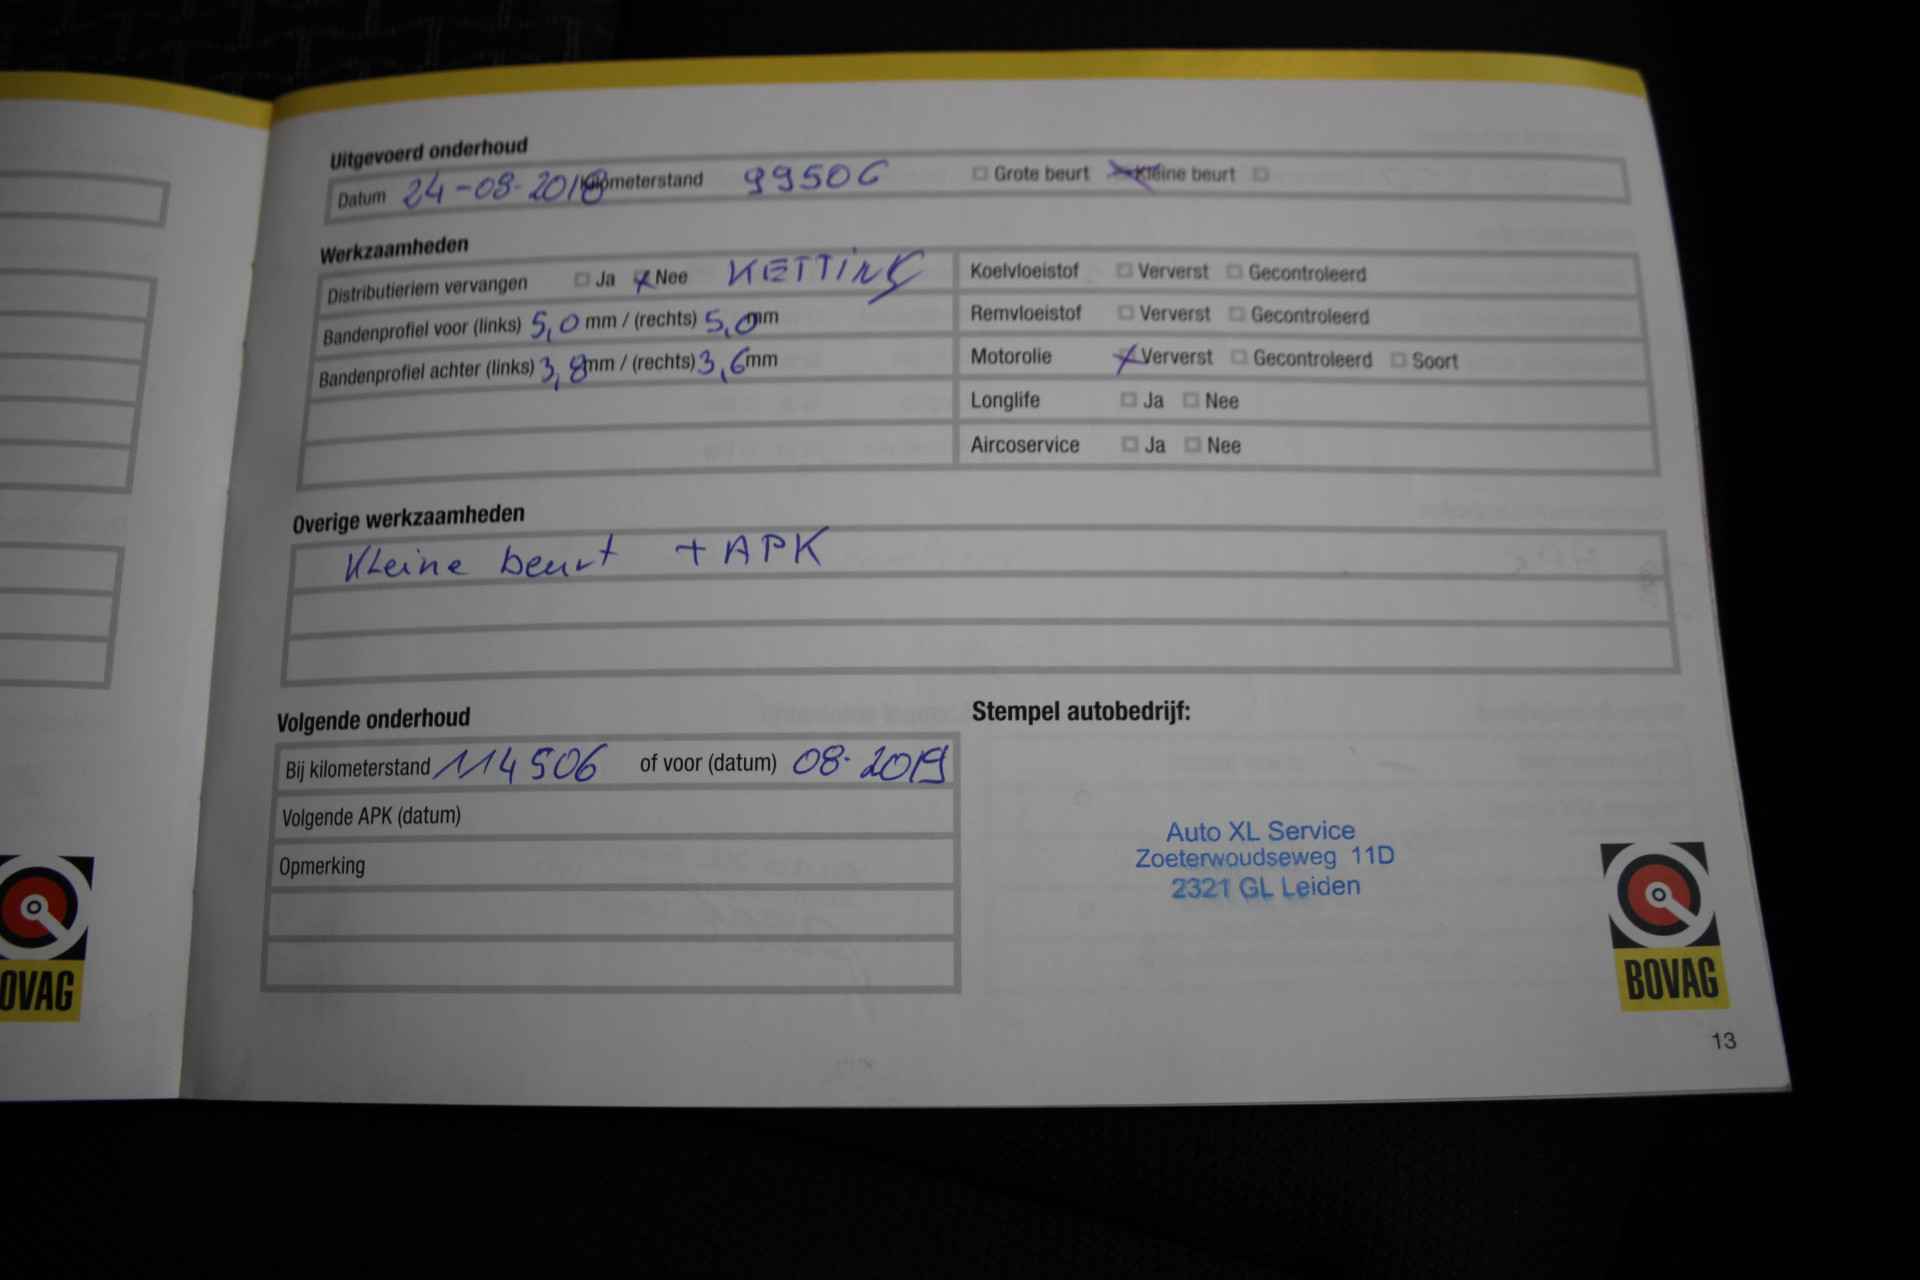 Uitgevoerd onderhoud
Datum 24-08-2018 Kilometerstand 99506 Grote beurt Kleine beurt
Werkzaamheden
Distributieriem vervangen Ja Nee KETTING
Bandenprofiel voor (links) 5,0 mm / (rechts) 5,0 mm
Bandenprofiel achter (links) 3,8 mm / (rechts) 3,6 mm
Koelvloeistof Ververst Gecontroleerd
Remvloeistof Ververst Gecontroleerd
Motorolie Ververst Gecontroleerd Soort
Longlife Ja Nee
Aircoservice Ja Nee
Overige werkzaamheden
Kleine beurt + APK
Volgende onderhoud
Bij kilometerstand 114506 of voor (datum) 08-2019
Volgende APK (datum)
Opmerking
Stempel autobedrijf:
Auto XL Service
Zoeterwoudseweg 11D
2321 GL Leiden
OVAG
BOVAG
13